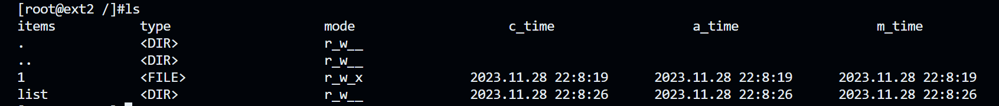 [root@ext2 /]#ls
items type mode c_time a_time m_time
. <DIR> r_w__
.. <DIR> r_w__
1 <FILE> r_w_x 2023.11.28 22:8:19 2023.11.28 22:8:19 2023.11.28 22:8:19
list <DIR> r_w__ 2023.11.28 22:8:26 2023.11.28 22:8:26 2023.11.28 22:8:26